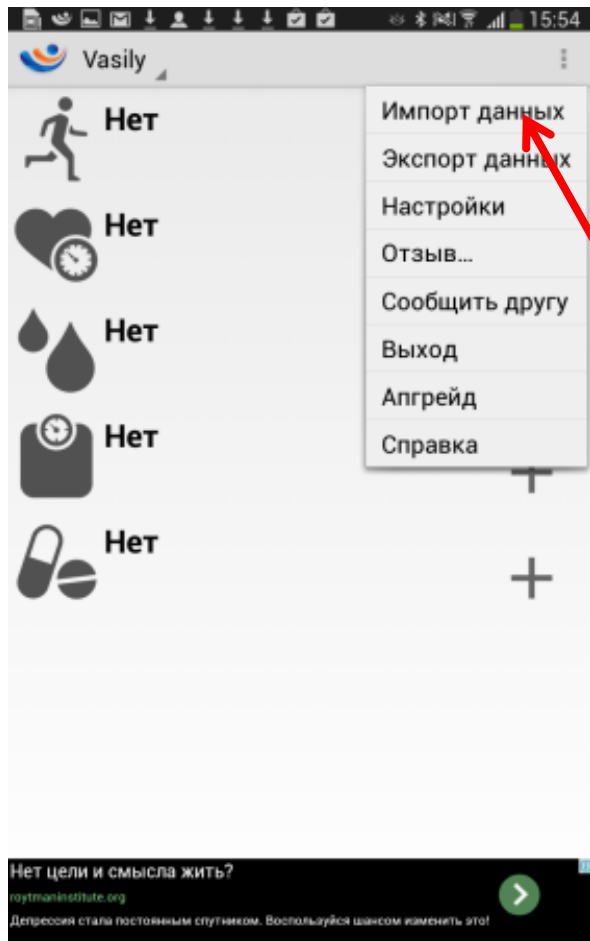 15:54
Vasily
Импорт данных
Экспорт данных
Настройки
Отзыв...
Сообщить другу
Выход
Апгрейд
Справка
Нет
Нет
Нет
Нет
Нет
Нет цели и смысла жить?
roytmaninstitute.org
Депрессия стала постоянным спутником. Воспользуйся шансом изменить это!